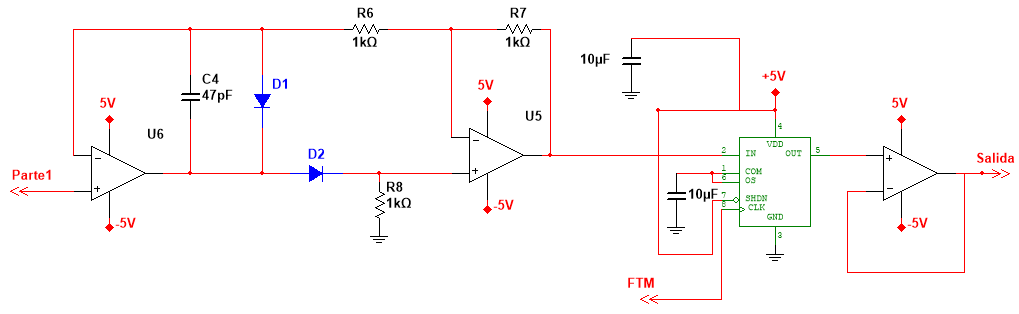 R6
1kΩ
R7
1kΩ
C4
47pF
D1
5V
U6
5V
U5
10µF
+5V
4
VDD
5V
D2
2
IN
OUT
5
Salida
Parte1
-5V
R8
1kΩ
-5V
10µF
1
COM
6
OS
7
SHDN
8
CLK
GND
3
-5V
FTM